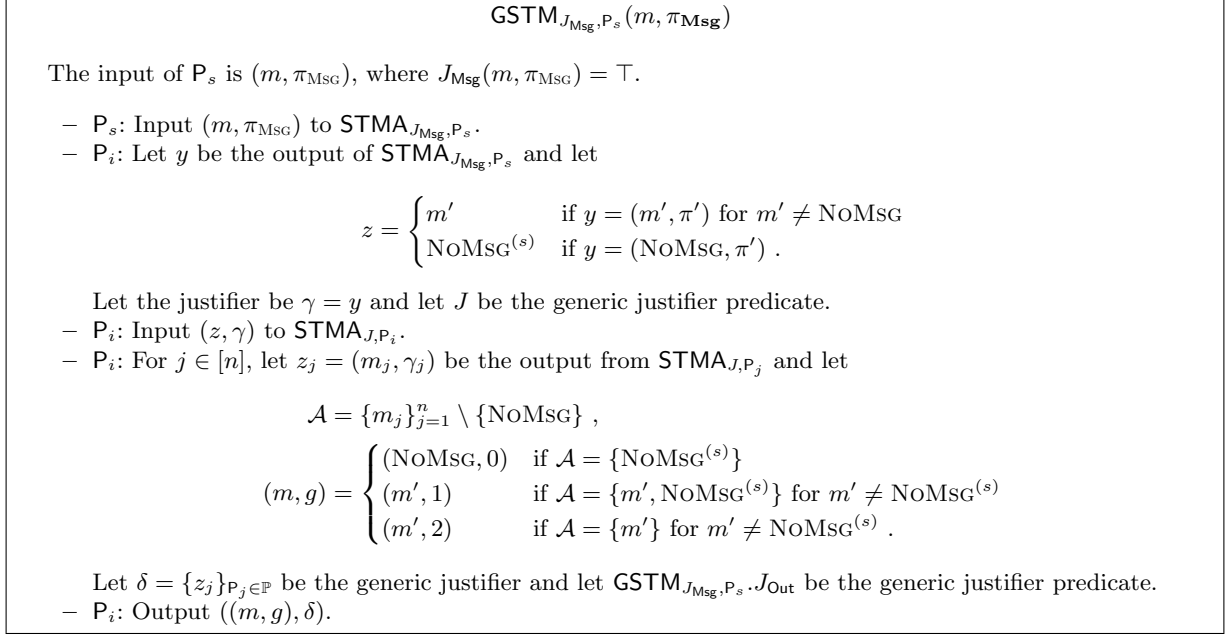 GSTM_{J_{Msg},P_s}(m, π_{Msg})
The input of P_s is (m, π_{MSG}), where J_{Msg}(m, π_{MSG}) = ⊤.
– P_s: Input (m, π_{MSG}) to STMA_{J_{Msg},P_s}.
– P_i: Let y be the output of STMA_{J_{Msg},P_s} and let
z = { m′ if y = (m′, π′) for m′ ≠ NOMSG
NOMSG^{(s)} if y = (NOMSG, π′) .
Let the justifier be γ = y and let J be the generic justifier predicate.
– P_i: Input (z, γ) to STMA_{J,P_i}.
– P_i: For j ∈ [n], let z_j = (m_j, γ_j) be the output from STMA_{J,P_j} and let
A = {m_j}_{j=1}^n \ {NOMSG} ,
(m, g) = { (NOMSG, 0) if A = {NOMSG^{(s)}}
(m′, 1) if A = {m′, NOMSG^{(s)}} for m′ ≠ NOMSG^{(s)}
(m′, 2) if A = {m′} for m′ ≠ NOMSG^{(s)} .
Let δ = {z_j}_{P_j∈ℙ} be the generic justifier and let GSTM_{J_{Msg},P_s}.J_{Out} be the generic justifier predicate.
– P_i: Output ((m, g), δ).